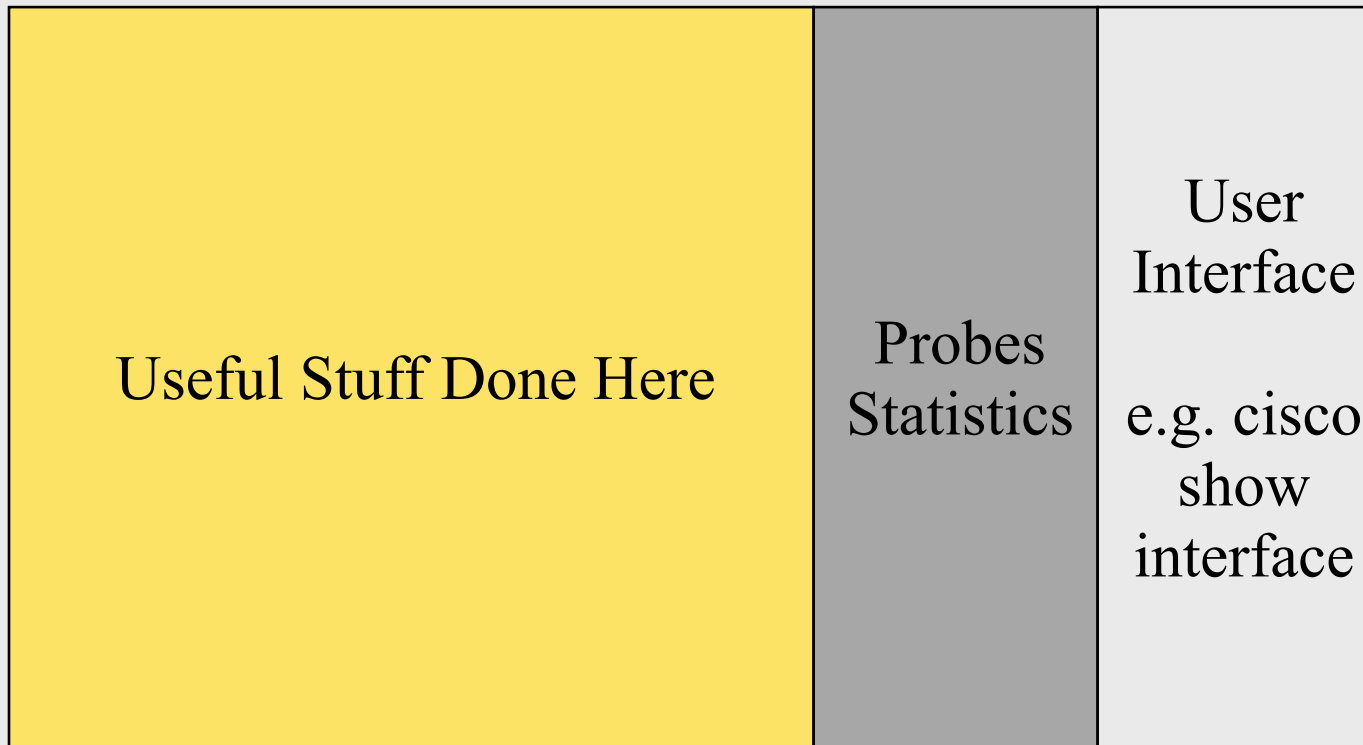 Useful Stuff Done Here
Probes
Statistics
User
Interface
e.g. cisco
show
interface